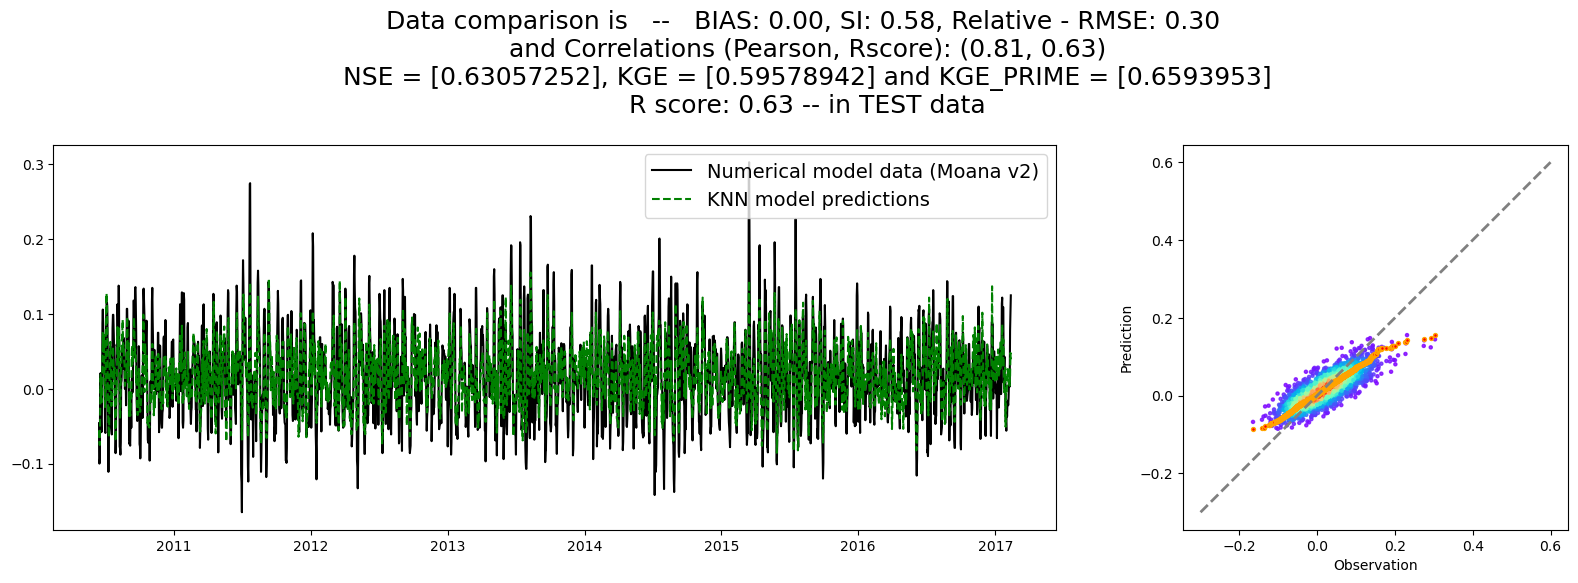 Data comparison is -- BIAS: 0.00, SI: 0.58, Relative - RMSE: 0.30
and Correlations (Pearson, Rscore): (0.81, 0.63)
NSE = [0.63057252], KGE = [0.59578942] and KGE_PRIME = [0.6593953]
R score: 0.63 -- in TEST data
Numerical model data (Moana v2)
KNN model predictions
0.3
0.2
0.1
0.0
−0.1
2011 2012 2013 2014 2015 2016 2017
Prediction
0.6
0.4
0.2
0.0
−0.2
−0.2 0.0 0.2 0.4 0.6
Observation